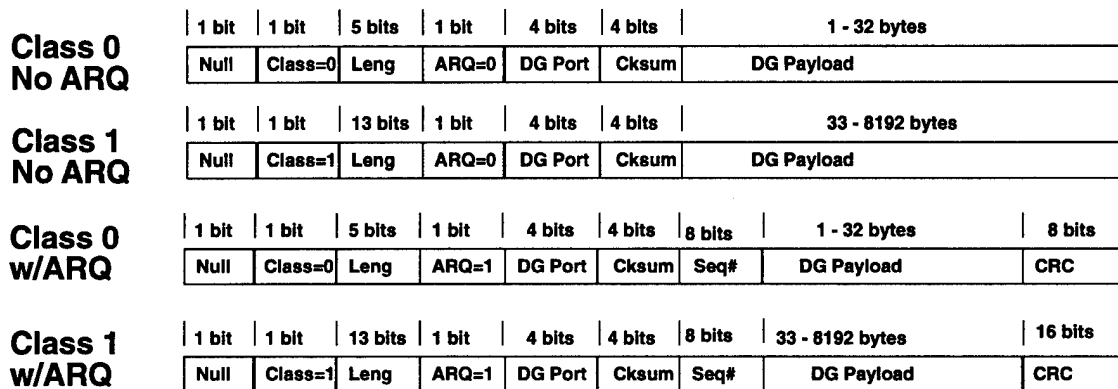 1 bit 1 bit 5 bits 1 bit 4 bits 4 bits 1 - 32 bytes
Class 0
No ARQ
Null Class=0 Leng ARQ=0 DG Port Cksum DG Payload
1 bit 1 bit 13 bits 1 bit 4 bits 4 bits 33 - 8192 bytes
Class 1
No ARQ
Null Class=1 Leng ARQ=0 DG Port Cksum DG Payload
1 bit 1 bit 5 bits 1 bit 4 bits 4 bits 8 bits 1 - 32 bytes 8 bits
Class 0
w/ARQ
Null Class=0 Leng ARQ=1 DG Port Cksum Seq# DG Payload CRC
1 bit 1 bit 13 bits 1 bit 4 bits 4 bits 8 bits 33 - 8192 bytes 16 bits
Class 1
w/ARQ
Null Class=1 Leng ARQ=1 DG Port Cksum Seq# DG Payload CRC